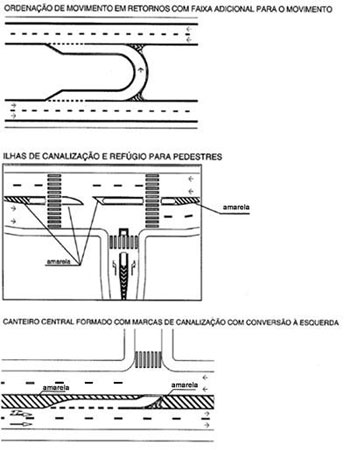 ORDENAÇÃO DE MOVIMENTO EM RETORNOS COM FAIXA ADICIONAL PARA O MOVIMENTO
ILHAS DE CANALIZAÇÃO E REFÚGIO PARA PEDESTRES
amarela
amarela
CANTEIRO CENTRAL FORMADO COM MARCAS DE CANALIZAÇÃO COM CONVERSÃO À ESQUERDA
amarela
amarela